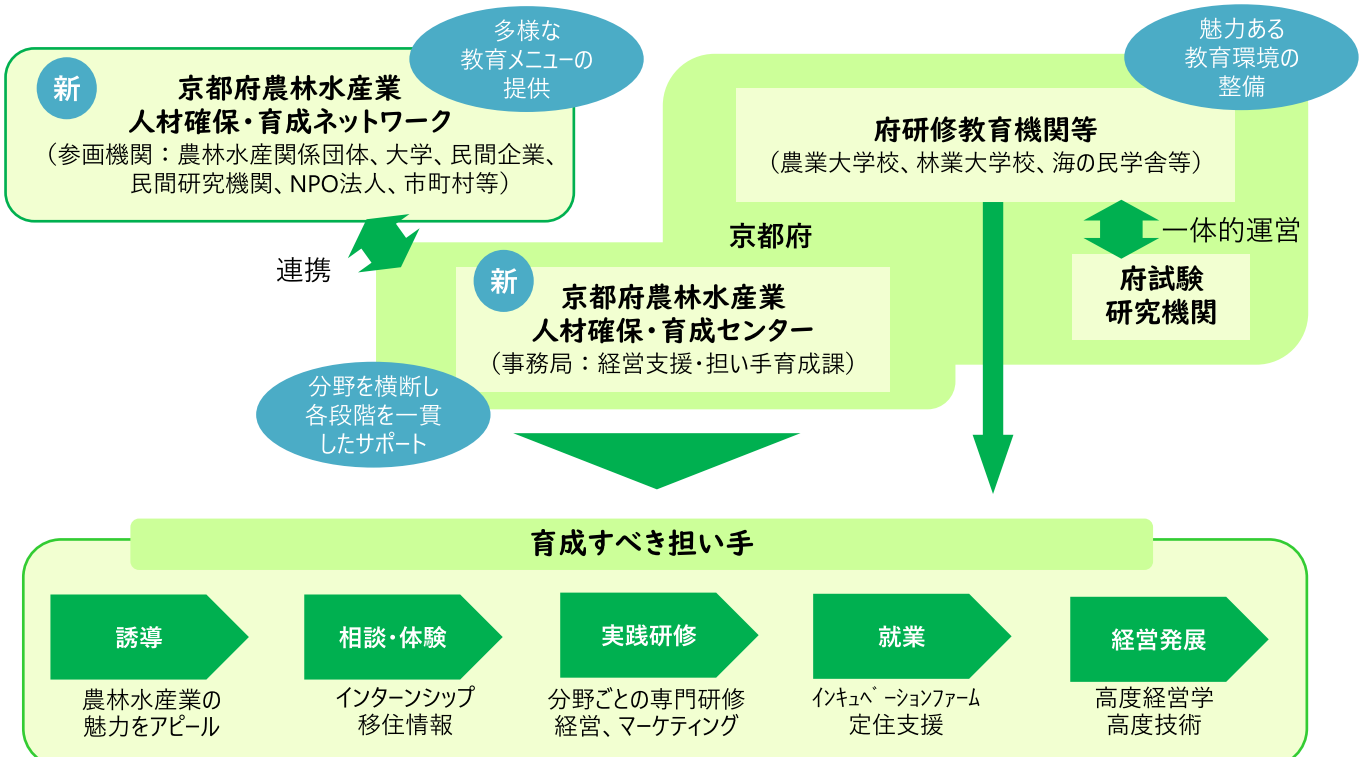 多様な
教育メニューの
提供
新
京都府農林水産業
人材確保・育成ネットワーク
（参画機関：農林水産関係団体、大学、民間企業、
民間研究機関、NPO法人、市町村等）
魅力ある
教育環境の
整備
府研修教育機関等
（農業大学校、林業大学校、海の民学舎等）
京都府
一体的運営
府試験
研究機関
連携
新
京都府農林水産業
人材確保・育成センター
（事務局：経営支援・担い手育成課）
分野を横断し
各段階を一貫
したサポート
育成すべき担い手
誘導
農林水産業の
魅力をアピール
相談・体験
インターンシップ
移住情報
実践研修
分野ごとの専門研修
経営、マーケティング
就業
ｲﾝｷｭﾍﾞｰｼｮﾝﾌｧｰﾑ
定住支援
経営発展
高度経営学
高度技術